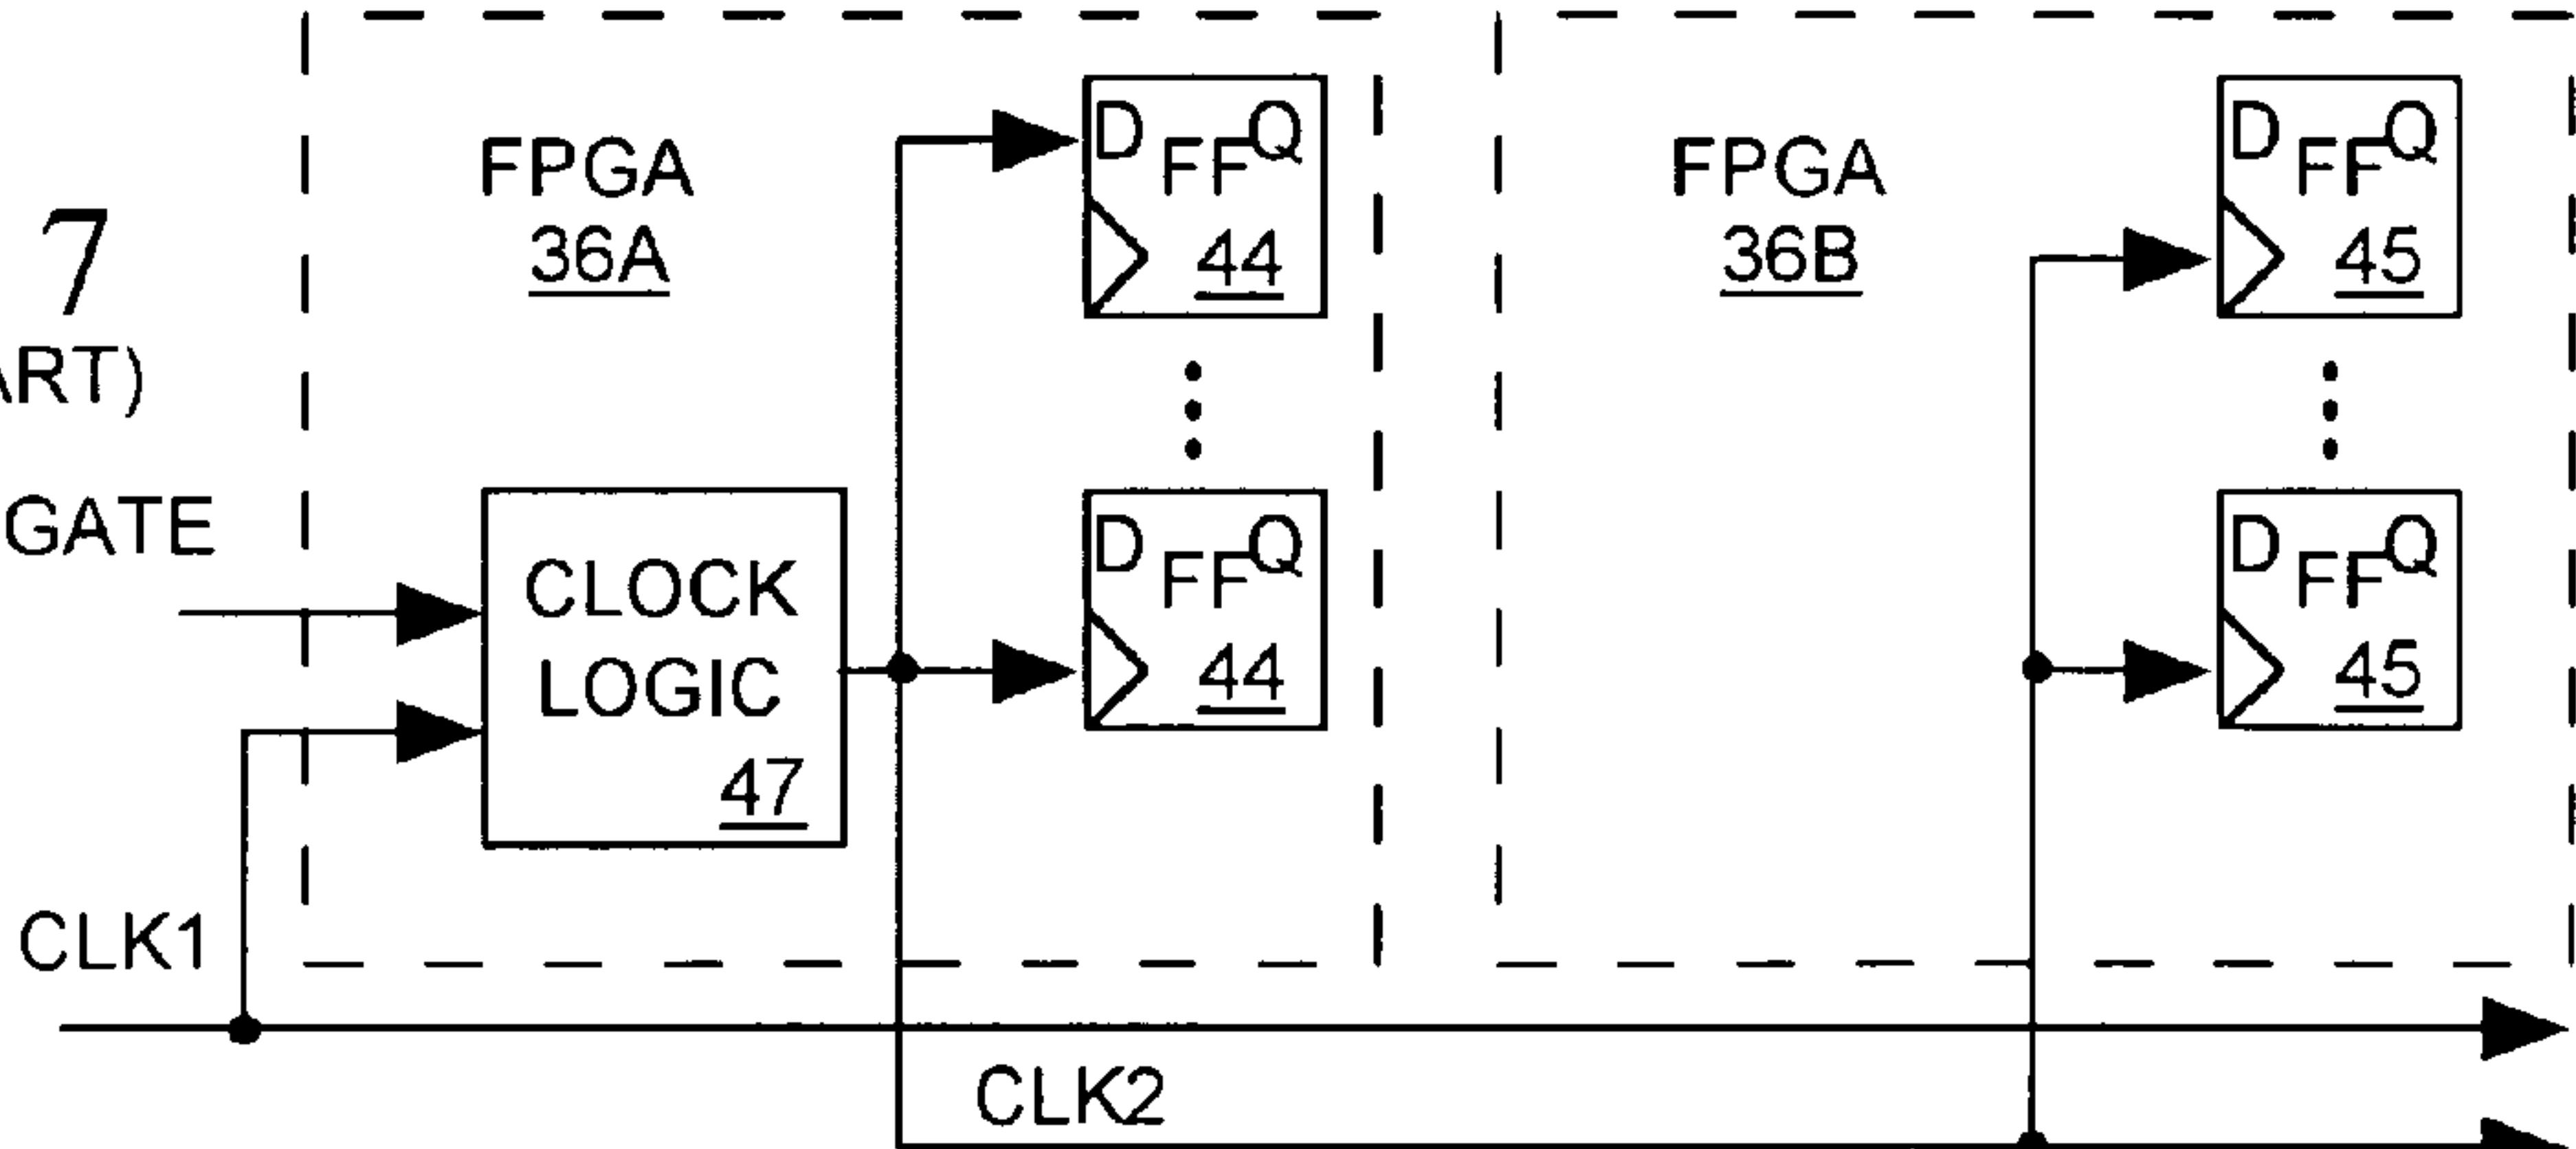 7
ART)
GATE
CLK1
FPGA
36A
CLOCK
LOGIC
47
D FF Q
44
D FF Q
44
FPGA
36B
D FF Q
45
D FF Q
45
CLK2